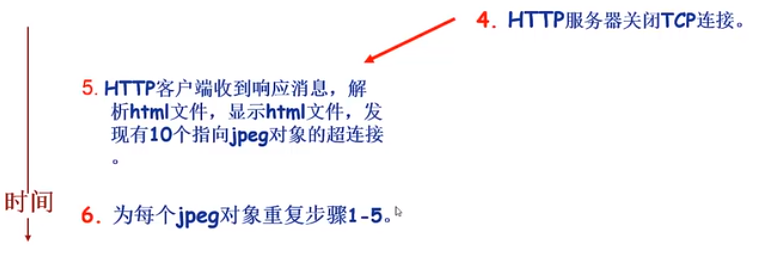 4. HTTP服务器关闭TCP连接。
5. HTTP客户端收到响应消息，解
析html文件，显示html文件，发
现有10个指向jpeg对象的超连接
。
时间
6. 为每个jpeg对象重复步骤1-5。